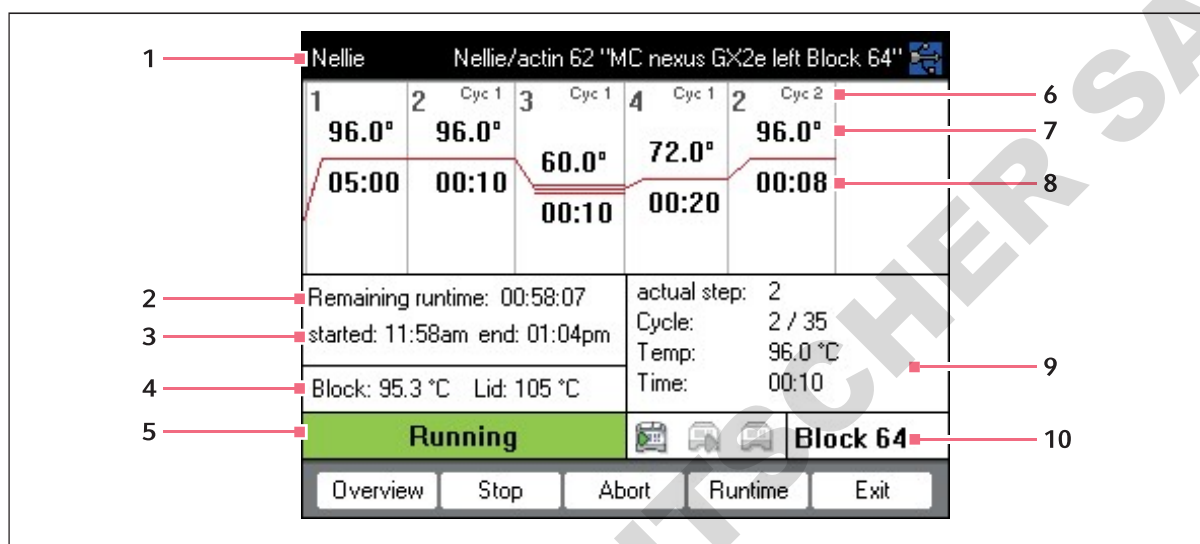 1
Nellie Nellie/actin 62 "MC nexus GX2e left Block 64"
1 2 Cyc 1 3 Cyc 1 4 Cyc 1 2 Cyc 2
6
96.0° 96.0° 60.0° 72.0° 96.0°
7
05:00 00:10 00:10 00:20 00:08
8
2
Remaining runtime: 00:58:07
3
started: 11:58am end: 01:04pm
4
Block: 95.3 °C Lid: 105 °C
actual step: 2
Cycle: 2 / 35
Temp: 96.0 °C
Time: 00:10
9
5
Running
Block 64
10
Overview Stop Abort Runtime Exit